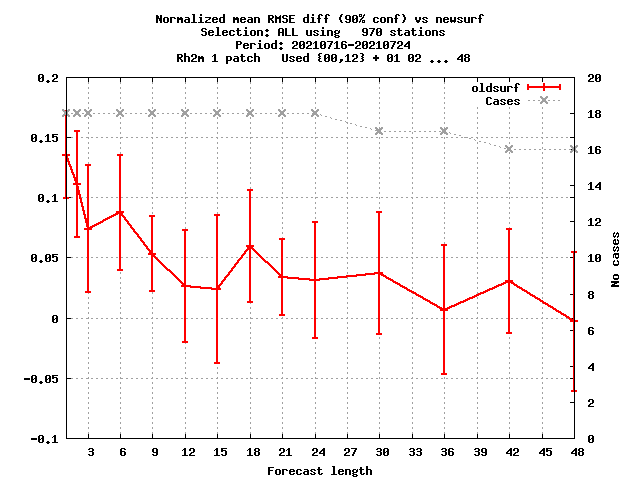 Normalized mean RMSE diff (90% conf) vs newsurf
Selection: ALL using   970 stations
Period: 20210716-20210724
Rh2m 1 patch   Used {00,12} + 01 02 ... 48
oldsurf
Cases
0.2
0.15
0.1
0.05
0
-0.05
-0.1
20
18
16
14
12
10
8
6
4
2
0
No cases
3 6 9 12 15 18 21 24 27 30 33 36 39 42 45 48
Forecast length